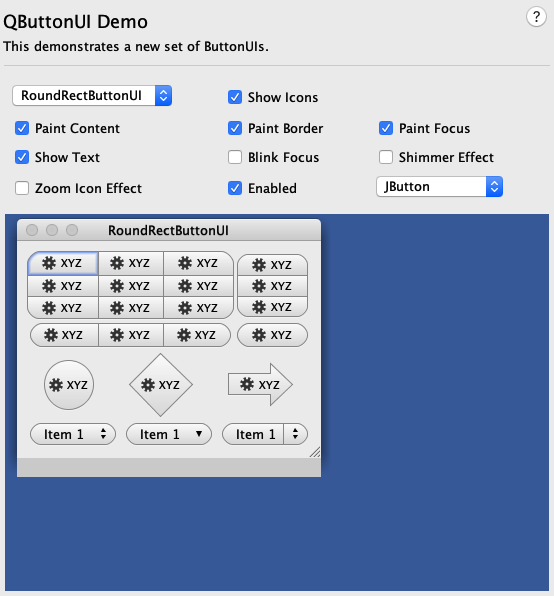 QButtonUI Demo
?
This demonstrates a new set of ButtonUIs.
RoundRectButtonUI
Show Icons
Paint Content
Paint Border
Paint Focus
Show Text
Blink Focus
Shimmer Effect
Zoom Icon Effect
Enabled
JButton
RoundRectButtonUI
XYZ XYZ XYZ XYZ
XYZ XYZ XYZ XYZ
XYZ XYZ XYZ XYZ
XYZ XYZ XYZ XYZ
XYZ XYZ XYZ
Item 1 Item 1 Item 1